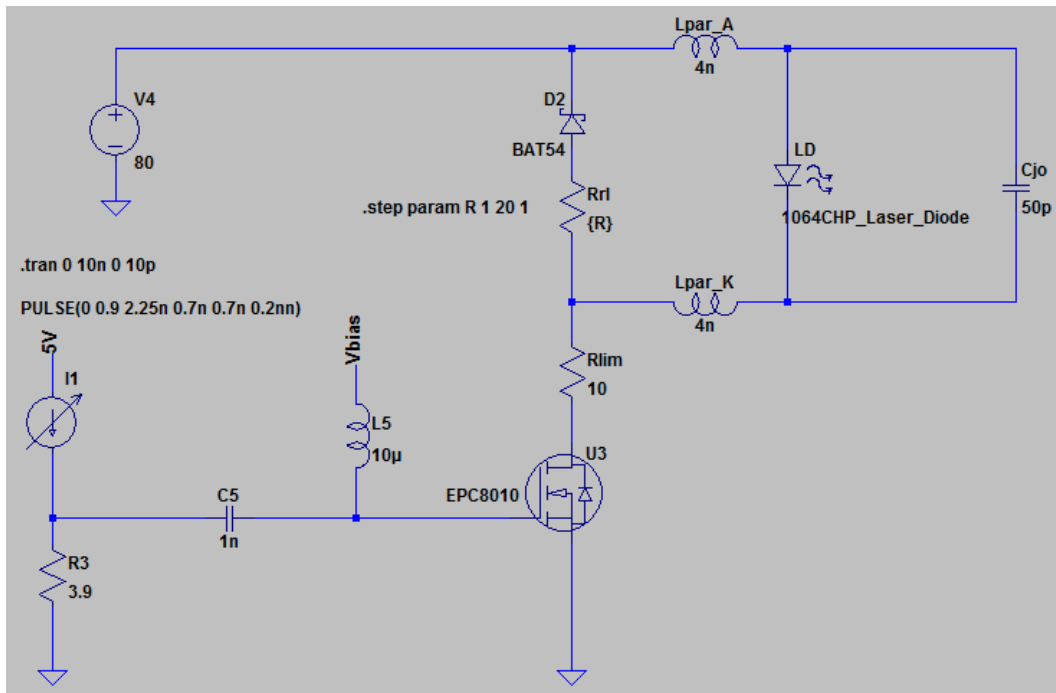 Lpar_A
4n
V4
80
D2
BAT54
LD
Cjo
50p
.step param R 1 20 1
Rrl
{R}
1064CHP_Laser_Diode
.tran 0 10n 0 10p
PULSE(0 0.9 2.25n 0.7n 0.7n 0.2nn)
Lpar_K
4n
5V
Vbias
I1
Rlim
10
L5
10µ
U3
EPC8010
C5
1n
R3
3.9